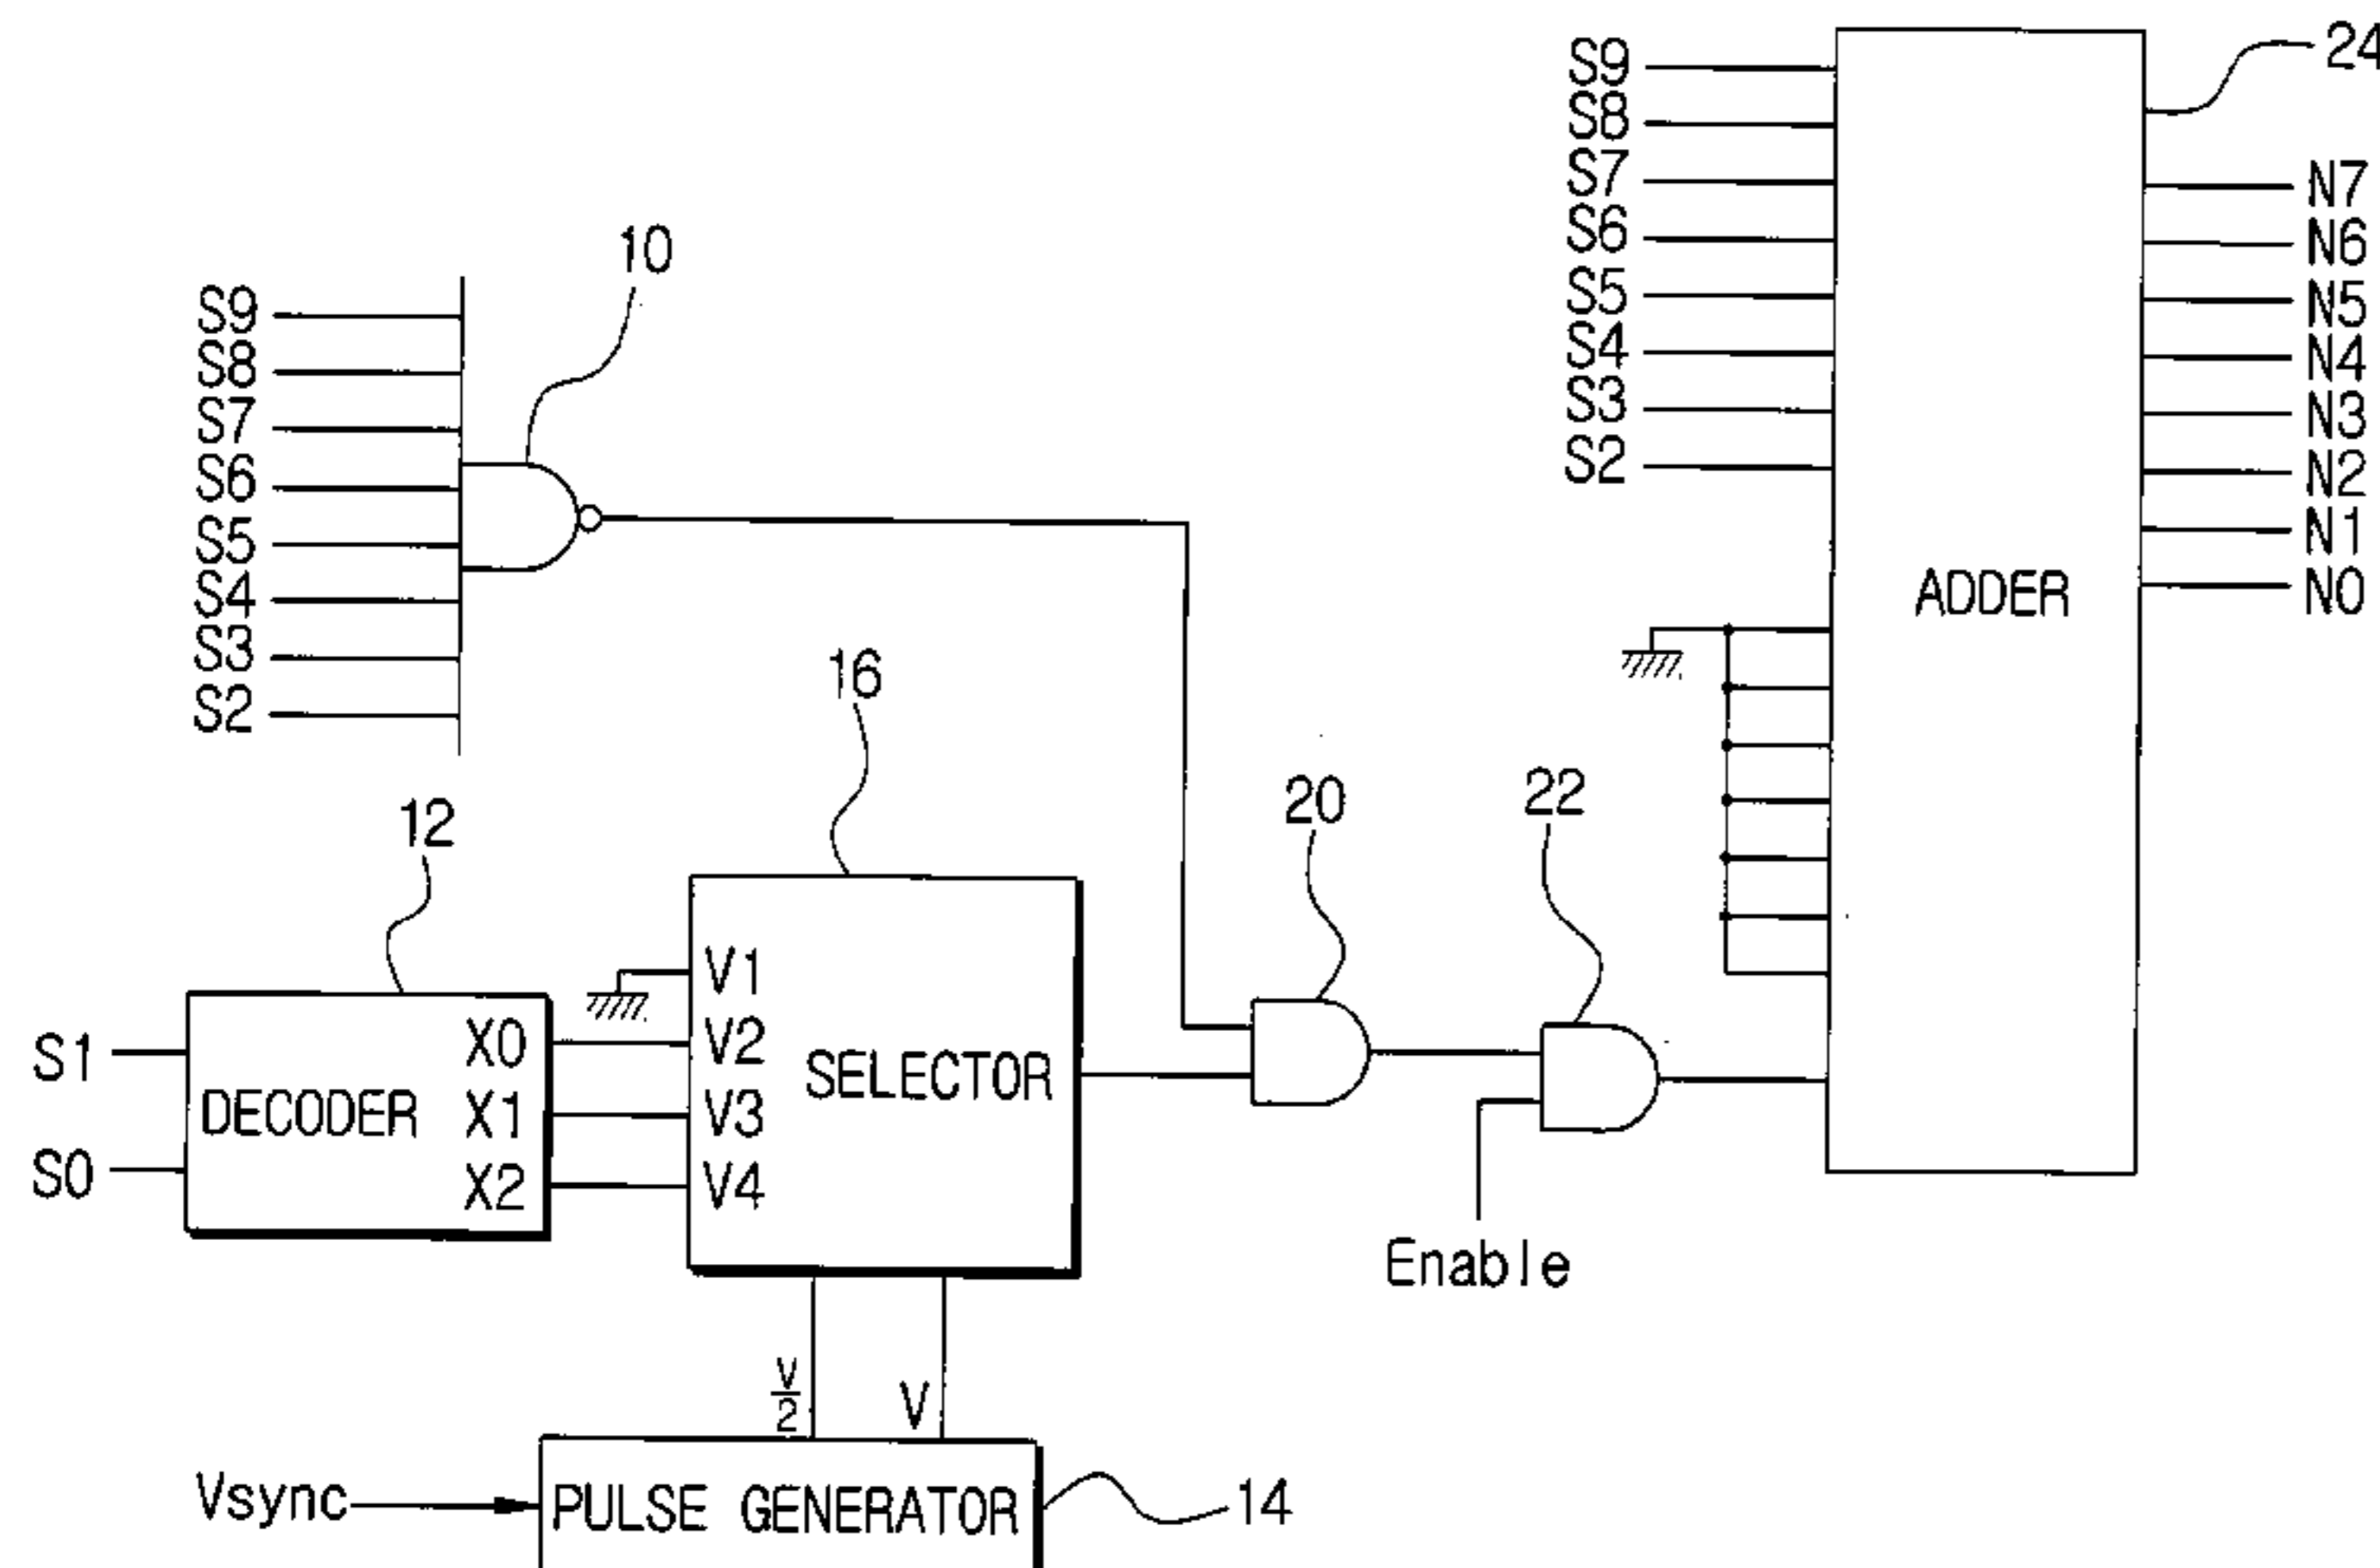 24
S9
S8
S7
S6
S5
S4
S3
S2
N7
N6
N5
N4
N3
N2
N1
N0
ADDER
10
S9
S8
S7
S6
S5
S4
S3
S2
16
12
20
22
S1
S0
DECODER
X0
X1
X2
V1
V2
V3
V4
SELECTOR
Enable
V/2
V
Vsync
PULSE GENERATOR
14